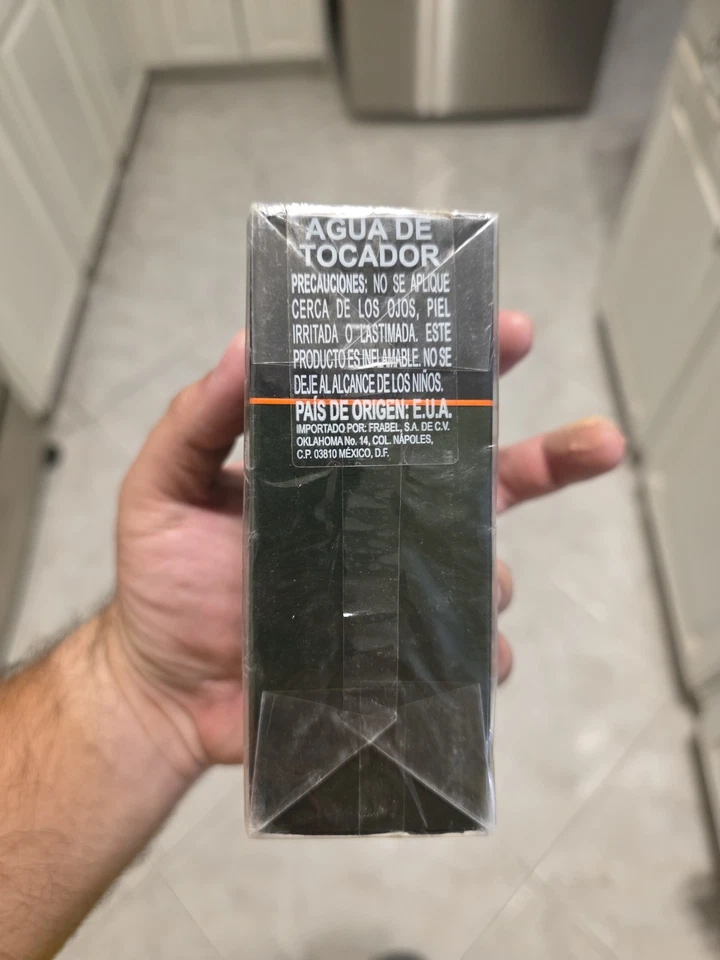 AGUA DE
TOCADOR
PRECAUCIONES: NO SE APLIQUE
CERCA DE LOS OJOS, PIEL
IRRITADA O LASTIMADA. ESTE
PRODUCTO ES INFLAMABLE. NO SE
DEJE AL ALCANCE DE LOS NIÑOS.
PAÍS DE ORIGEN: E.U.A.
IMPORTADO POR: FRABEL, S.A. DE C.V.
OKLAHOMA No. 14, COL. NÁPOLES,
C.P. 03810 MÉXICO, D.F.